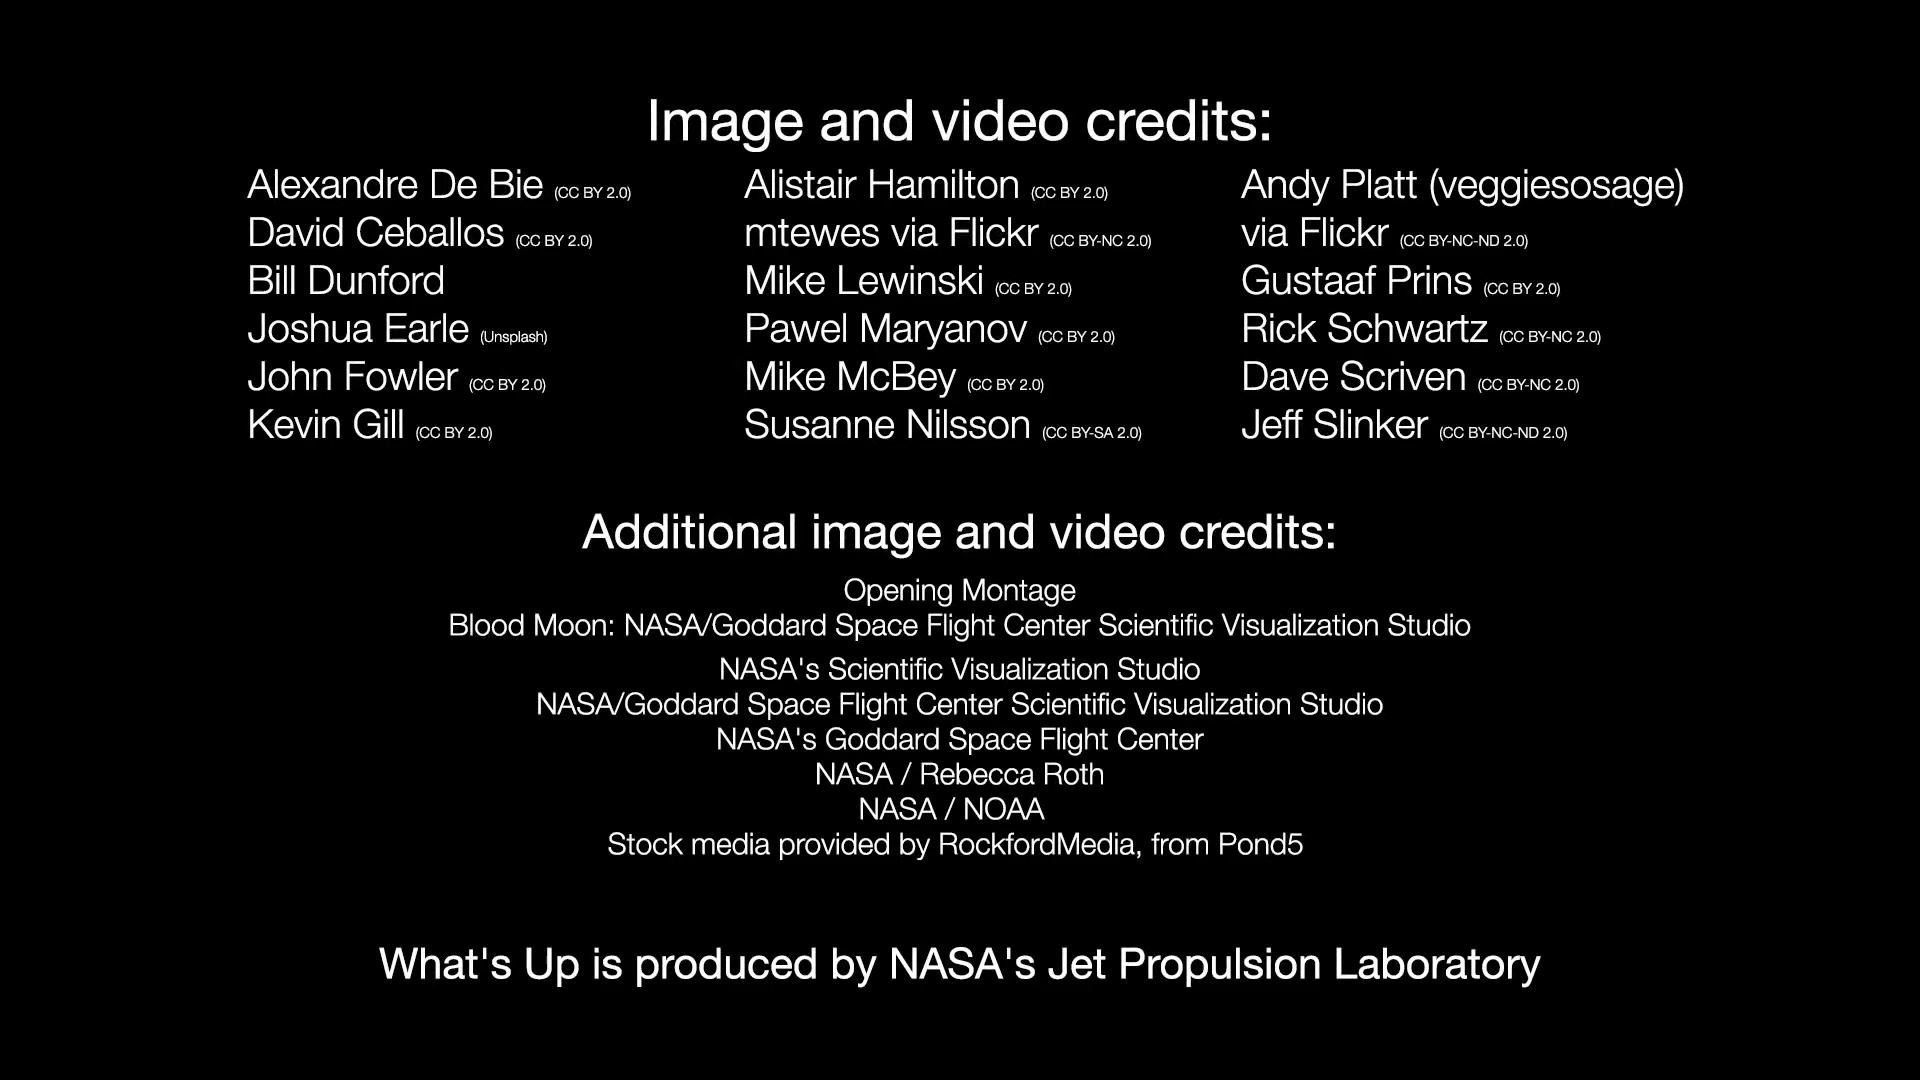 Image and video credits:
Alexandre De Bie (CC BY 2.0)
David Ceballos (CC BY 2.0)
Bill Dunford
Joshua Earle (Unsplash)
John Fowler (CC BY 2.0)
Kevin Gill (CC BY 2.0)
Alistair Hamilton (CC BY 2.0)
mtewes via Flickr (CC BY-NC 2.0)
Mike Lewinski (CC BY 2.0)
Pawel Maryanov (CC BY 2.0)
Mike McBey (CC BY 2.0)
Susanne Nilsson (CC BY-SA 2.0)
Andy Platt (veggiesosage)
via Flickr (CC BY-NC-ND 2.0)
Gustaaf Prins (CC BY 2.0)
Rick Schwartz (CC BY-NC 2.0)
Dave Scriven (CC BY-NC 2.0)
Jeff Slinker (CC BY-NC-ND 2.0)
Additional image and video credits:
Opening Montage
Blood Moon: NASA/Goddard Space Flight Center Scientific Visualization Studio
NASA's Scientific Visualization Studio
NASA/Goddard Space Flight Center Scientific Visualization Studio
NASA's Goddard Space Flight Center
NASA / Rebecca Roth
NASA / NOAA
Stock media provided by RockfordMedia, from Pond5
What's Up is produced by NASA's Jet Propulsion Laboratory